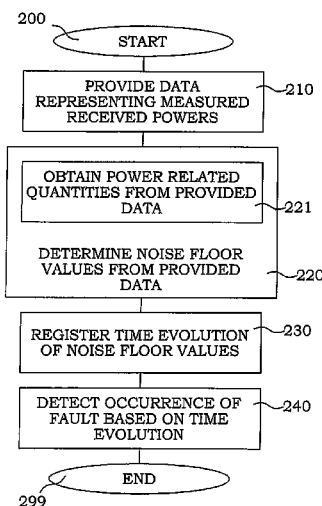 200
START
PROVIDE DATA
REPRESENTING MEASURED
RECEIVED POWERS
210
OBTAIN POWER RELATED
QUANTITIES FROM PROVIDED
DATA
221
DETERMINE NOISE FLOOR
VALUES FROM PROVIDED
DATA
220
REGISTER TIME EVOLUTION
OF NOISE FLOOR VALUES
230
DETECT OCCURRENCE OF
FAULT BASED ON TIME
EVOLUTION
240
END
299